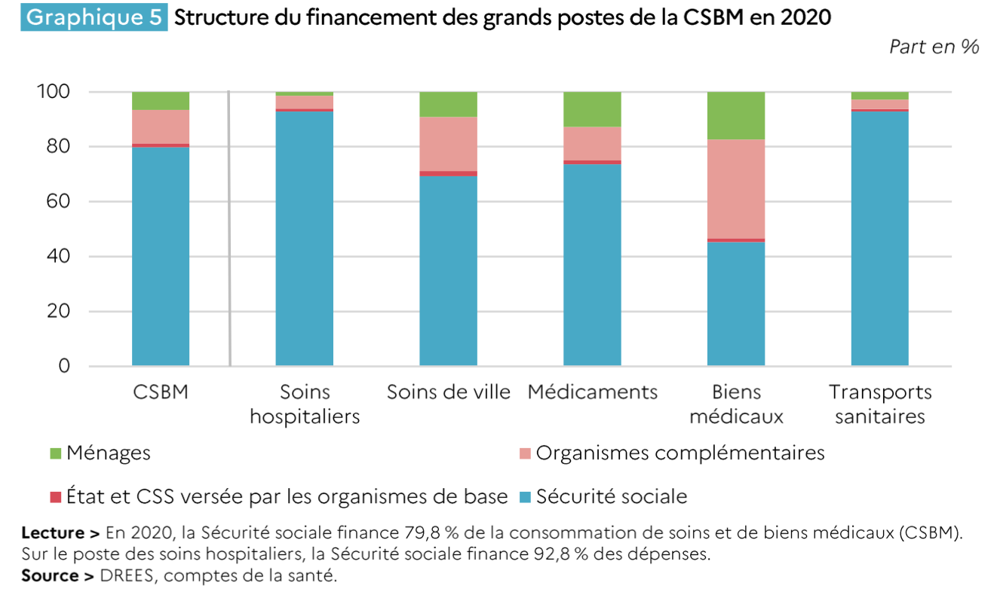 Graphique 5 Structure du financement des grands postes de la CSBM en 2020
Part en %
100
80
60
40
20
0
CSBM
Soins
hospitaliers
Soins de ville
Médicaments
Biens
médicaux
Transports
sanitaires
Ménages
Organismes complémentaires
État et CSS versée par les organismes de base
Sécurité sociale
Lecture > En 2020, la Sécurité sociale finance 79,8 % de la consommation de soins et de biens médicaux (CSBM).
Sur le poste des soins hospitaliers, la Sécurité sociale finance 92,8 % des dépenses.
Source > DREES, comptes de la santé.